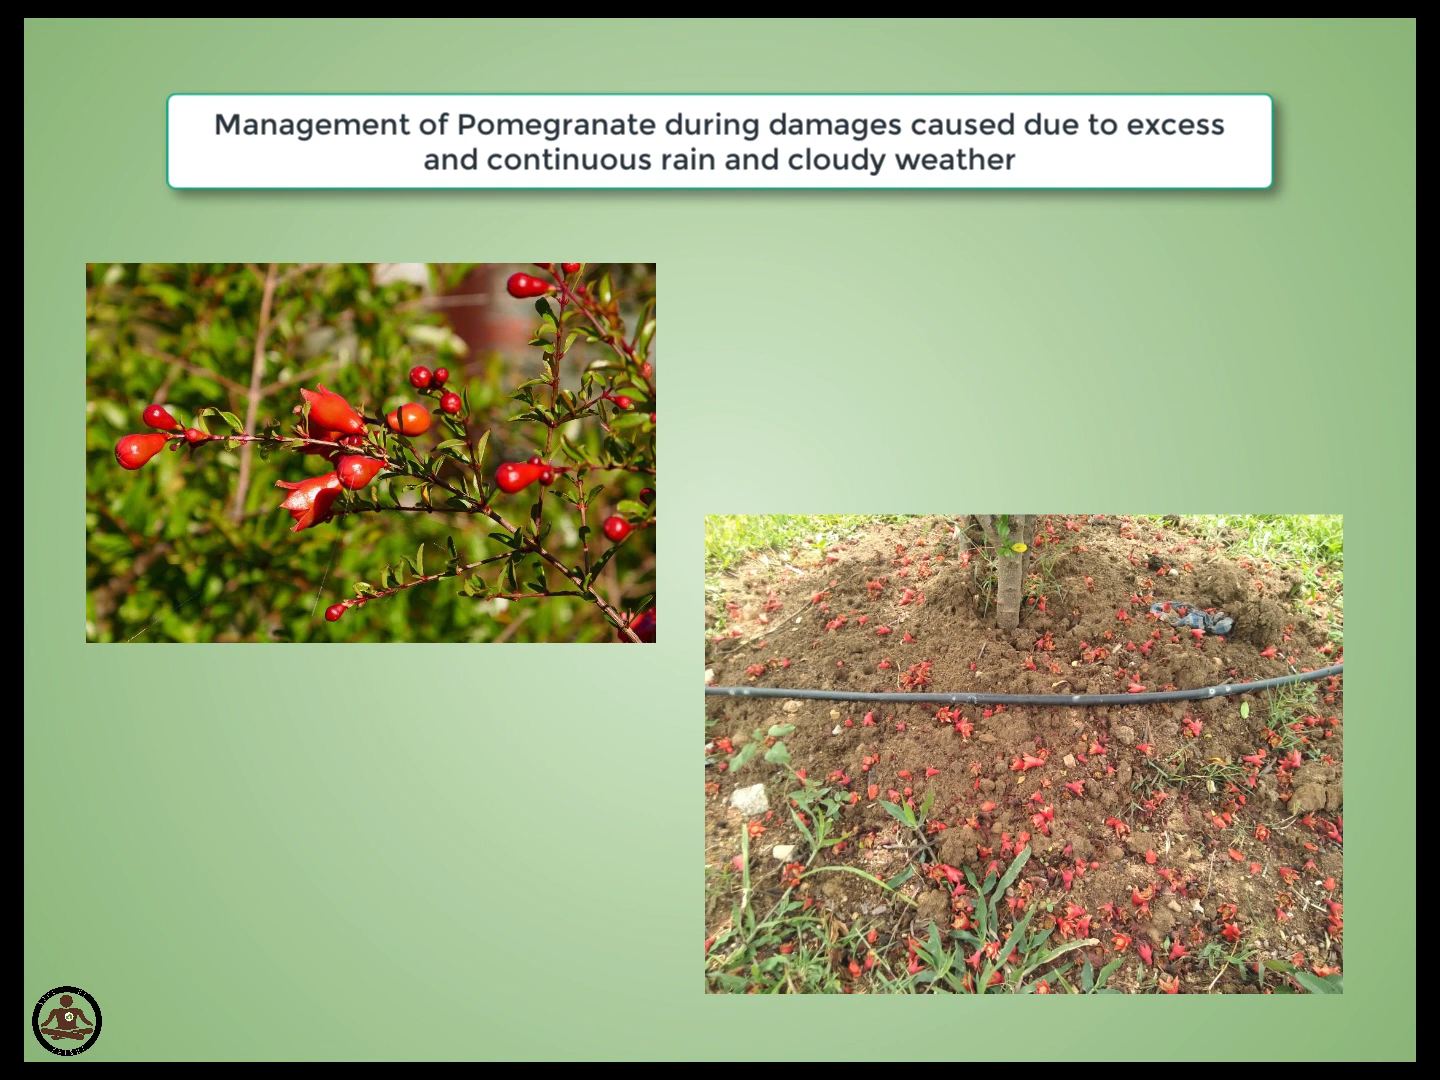 Management of Pomegranate during damages caused due to excess
and continuous rain and cloudy weather